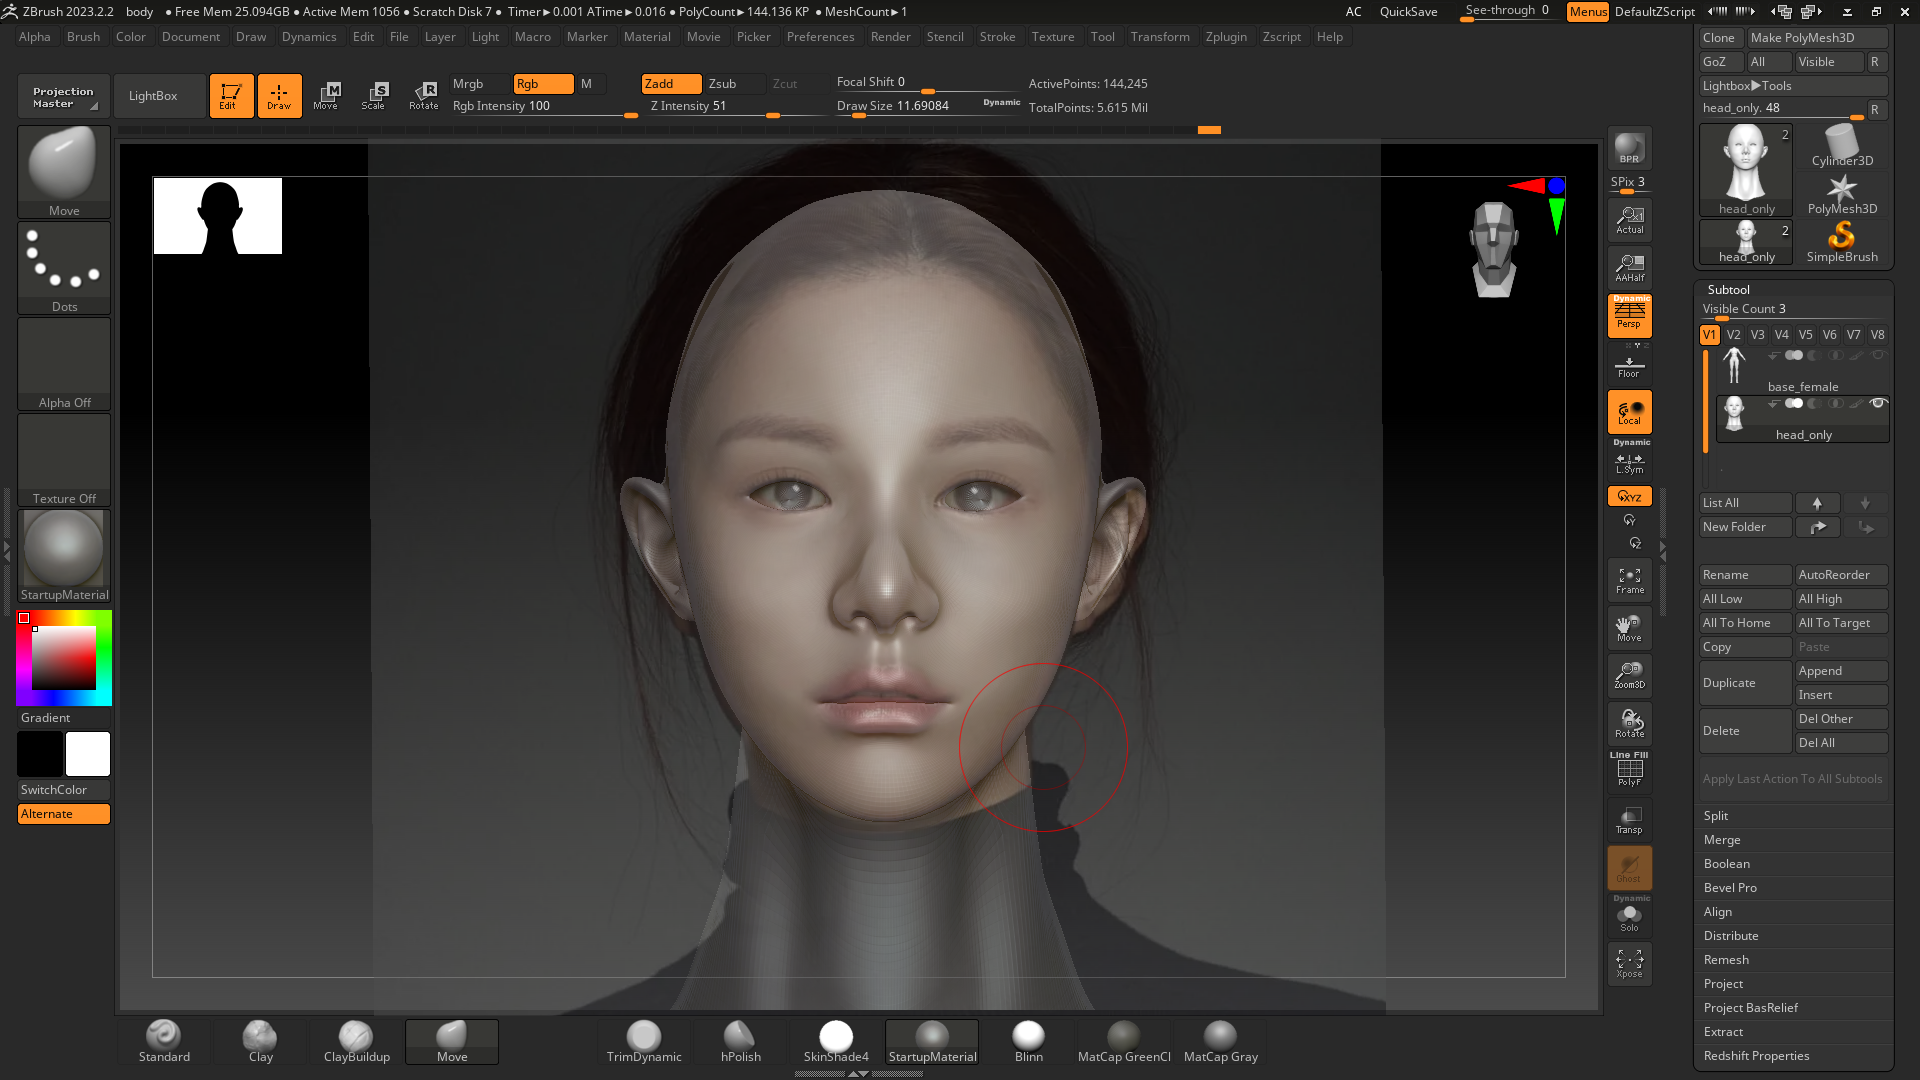 ZBrush 2023.2.2 body • Free Mem 25.094GB • Active Mem 1056 • Scratch Disk 7 • Timer▶0.001 ATime▶0.016 • PolyCount▶144.136 KP • MeshCount▶1 AC QuickSave See-through 0 Menus DefaultZScript
Alpha Brush Color Document Draw Dynamics Edit File Layer Light Macro Marker Material Movie Picker Preferences Render Stencil Stroke Texture Tool Transform Zplugin Zscript Help
Projection Master
LightBox
Edit
Draw
Move
Scale
Rotate
Mrgb Rgb M
Rgb Intensity 100
Zadd Zsub Zcut
Z Intensity 51
Focal Shift 0
Draw Size 11.69084
Dynamic
ActivePoints: 144,245
TotalPoints: 5.615 Mil
Move
Dots
Alpha Off
Texture Off
StartupMaterial
Gradient
SwitchColor
Alternate
BPR
SPix 3
Actual
AAHalf
Dynamic
Persp
Floor
Local
Dynamic
L.Sym
XYZ
Y
Z
Frame
Move
Zoom3D
Rotate
Line Fill
PolyF
Transp
Ghost
Dynamic
Solo
Xpose
Clone Make PolyMesh3D
GoZ All Visible R
Lightbox▶Tools
head_only. 48 R
2
head_only
Cylinder3D
PolyMesh3D
2
head_only
S
SimpleBrush
Subtool
Visible Count 3
V1 V2 V3 V4 V5 V6 V7 V8
base_female
head_only
List All
New Folder
Rename AutoReorder
All Low All High
All To Home All To Target
Copy Paste
Duplicate
Append
Insert
Delete
Del Other
Del All
Apply Last Action To All Subtools
Split
Merge
Boolean
Bevel Pro
Align
Distribute
Remesh
Project
Project BasRelief
Extract
Redshift Properties
Standard Clay ClayBuildup Move TrimDynamic hPolish SkinShade4 StartupMaterial Blinn MatCap GreenCl MatCap Gray